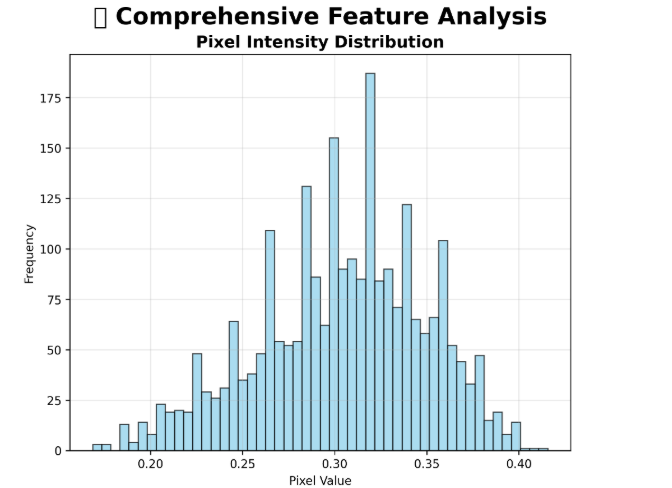 ▯ Comprehensive Feature Analysis
Pixel Intensity Distribution
175
150
125
100
75
50
25
0
Frequency
0.20 0.25 0.30 0.35 0.40
Pixel Value